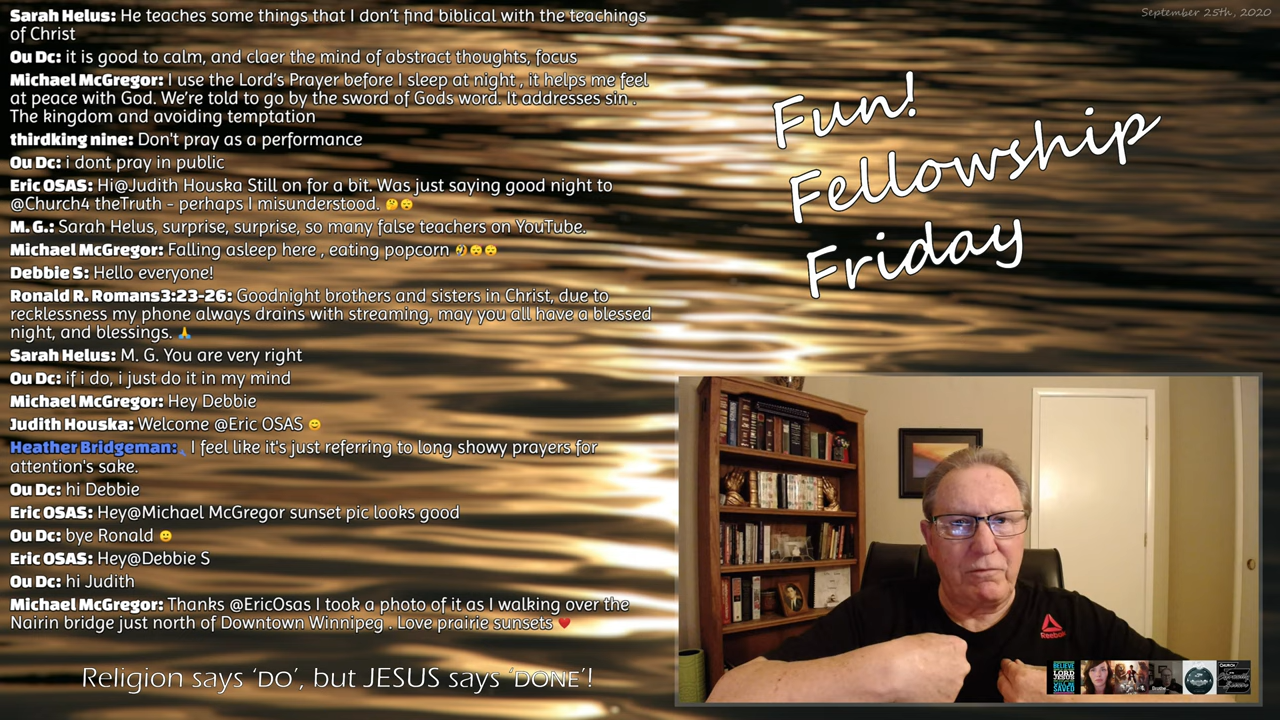 Sarah Helus: He teaches some things that I don't find biblical with the teachings
of Christ
Ou Dc: it is good to calm, and claer the mind of abstract thoughts, focus
Michael McGregor: I use the Lord's Prayer before I sleep at night , it helps me feel
at peace with God. We're told to go by the sword of Gods word. It addresses sin .
The kingdom and avoiding temptation
thirdking nine: Don't pray as a performance
Ou Dc: i dont pray in public
Eric OSAS: Hi@Judith Houska Still on for a bit. Was just saying good night to
@Church4 theTruth - perhaps I misunderstood. 🤔😔
M. G.: Sarah Helus, surprise, surprise, so many false teachers on YouTube.
Michael McGregor: Falling asleep here , eating popcorn 🤣😴😴
Debbie S: Hello everyone!
Ronald R. Romans3:23-26: Goodnight brothers and sisters in Christ, due to
recklessness my phone always drains with streaming, may you all have a blessed
night, and blessings. 🙏
Sarah Helus: M. G. You are very right
Ou Dc: if i do, i just do it in my mind
Michael McGregor: Hey Debbie
Judith Houska: Welcome @Eric OSAS 😊
Heather Bridgeman: I feel like it's just referring to long showy prayers for
attention's sake.
Ou Dc: hi Debbie
Eric OSAS: Hey@Michael McGregor sunset pic looks good
Ou Dc: bye Ronald 🙂
Eric OSAS: Hey@Debbie S
Ou Dc: hi Judith
Michael McGregor: Thanks @EricOsas I took a photo of it as I walking over the
Nairin bridge just north of Downtown Winnipeg . Love prairie sunsets ❤️
Religion says 'DO', but JESUS says 'DONE'!
September 25th, 2020
Fun!
Fellowship
Friday
Reebok
BELIEVE
LORD
JESUS
SAVED
CHURCH